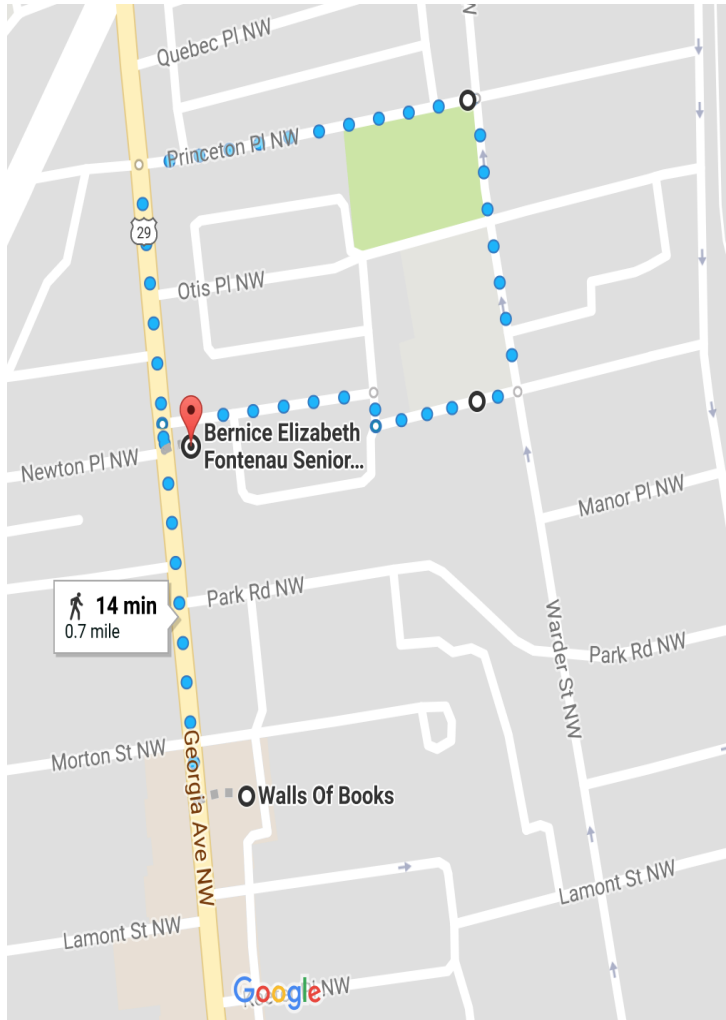 W
Quebec Pl NW
Princeton Pl NW
29
Otis Pl NW
Bernice Elizabeth
Fontenau Senior...
Newton Pl NW
Manor Pl NW
14 min
0.7 mile
Park Rd NW
Park Rd NW
Warder St NW
Morton St NW
Georgia Ave NW
Walls Of Books
Lamont St NW
Lamont St NW
Google
Pl NW